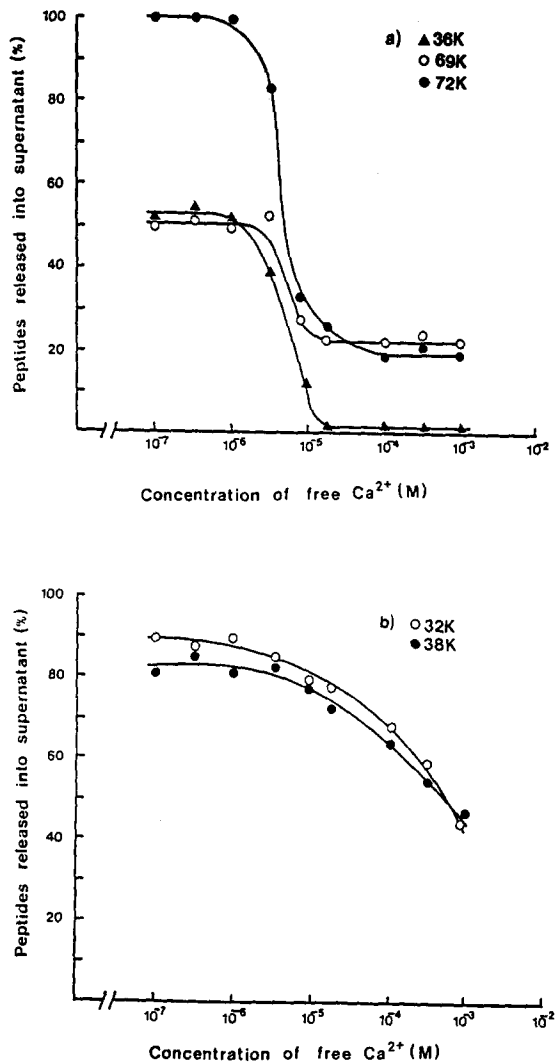 a) ▲ 36K
○ 69K
● 72K
Peptides released into supernatant (%)
100
80
60
40
20
10⁻⁷ 10⁻⁶ 10⁻⁵ 10⁻⁴ 10⁻³ 10⁻²
Concentration of free Ca²⁺ (M)
b) ○ 32K
● 38K
Peptides released into supernatant (%)
100
80
60
40
20
10⁻⁷ 10⁻⁶ 10⁻⁵ 10⁻⁴ 10⁻³ 10⁻²
Concentration of free Ca²⁺ (M)